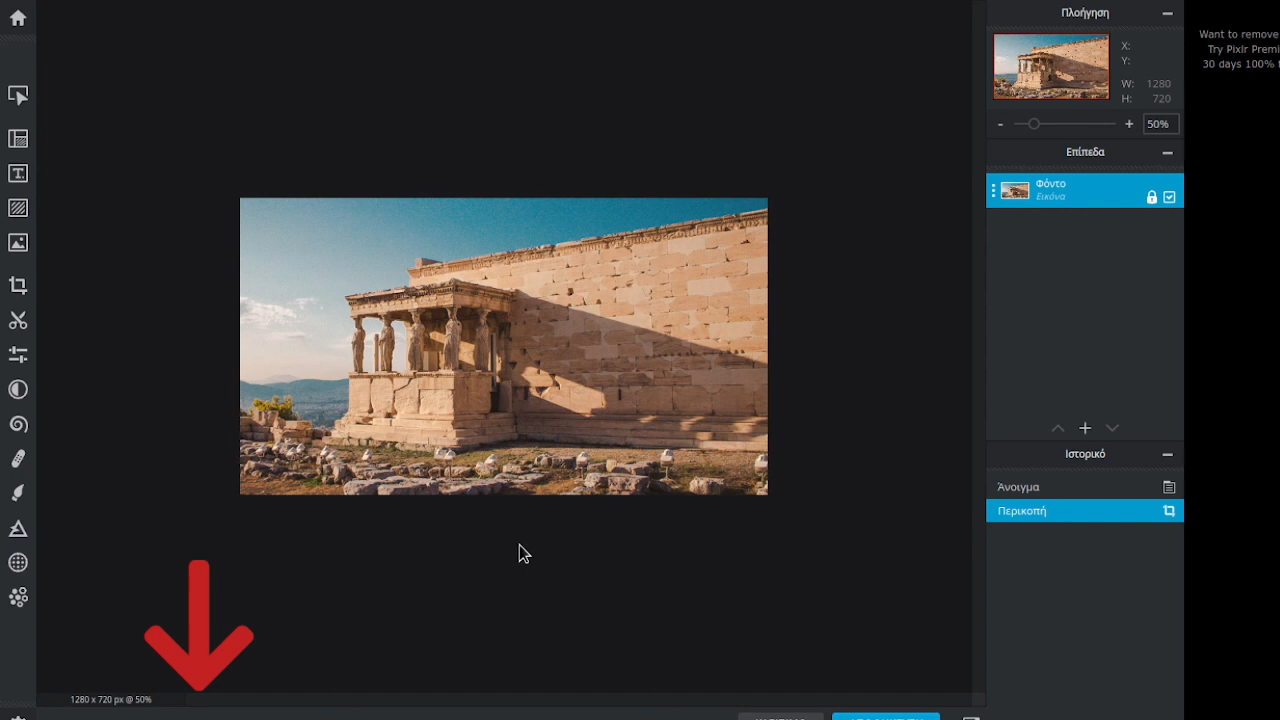 Πλοήγηση
X:
Y:
W: 1280
H: 720
- + 50%
Want to remove
Try Pixlr Premi
30 days 100%
Επίπεδα
Φόντο
Εικόνα
Ιστορικό
Άνοιγμα
Περικοπή
1280 x 720 px @ 50%